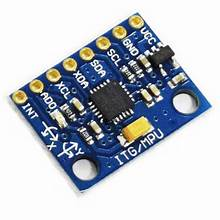 VCC
GND
SCL
SDA
XDA
XCL
ADO
INT
X
Y
ITG/MPU